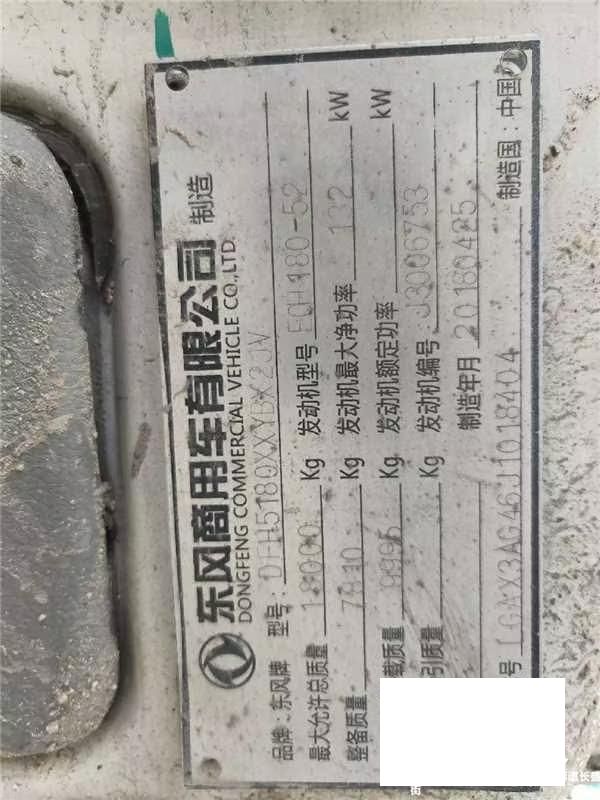 东风商用车有限公司 制造
DONGFENG COMMERCIAL VEHICLE CO.,LTD.
品牌：东风牌 型号：DFH5180XXYBX2JV
最大允许总质量 18000 Kg 发动机型号 EQH180-52
整备质量 7810 Kg 发动机最大净功率 132 kW
载质量 9995 Kg 发动机额定功率 kW
引质量 Kg 发动机编号：J3006753
制造年月 20180425
号 LGAX3AG46J1018404 制造国：中国
街